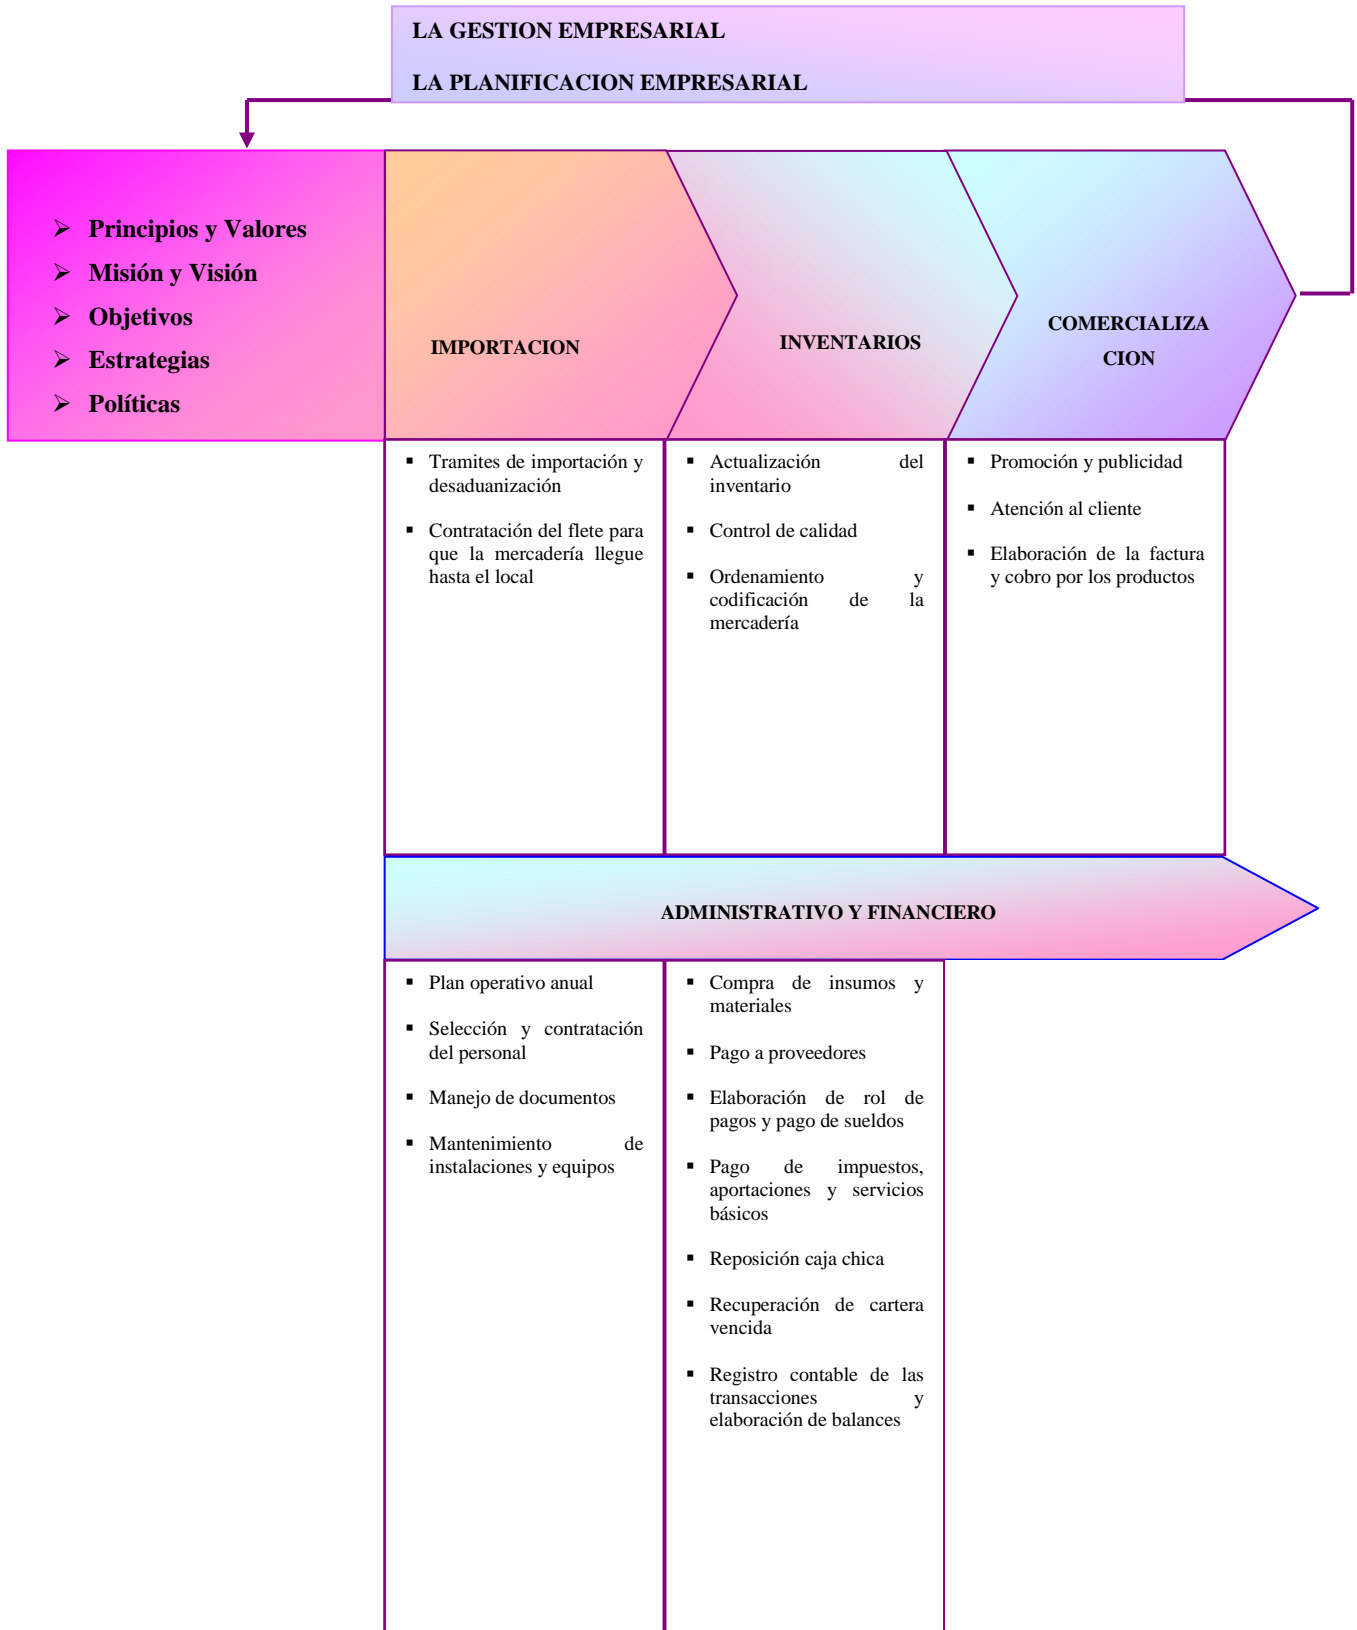 LA GESTION EMPRESARIAL
LA PLANIFICACION EMPRESARIAL
➢ Principios y Valores
➢ Misión y Visión
➢ Objetivos
➢ Estrategias
➢ Políticas
IMPORTACION
INVENTARIOS
COMERCIALIZA
CION
▪ Tramites de importación y
desaduanización
▪ Contratación del flete para
que la mercadería llegue
hasta el local
▪ Actualización del
inventario
▪ Control de calidad
▪ Ordenamiento y
codificación de la
mercadería
▪ Promoción y publicidad
▪ Atención al cliente
▪ Elaboración de la factura
y cobro por los productos
ADMINISTRATIVO Y FINANCIERO
▪ Plan operativo anual
▪ Selección y contratación
del personal
▪ Manejo de documentos
▪ Mantenimiento de
instalaciones y equipos
▪ Compra de insumos y
materiales
▪ Pago a proveedores
▪ Elaboración de rol de
pagos y pago de sueldos
▪ Pago de impuestos,
aportaciones y servicios
básicos
▪ Reposición caja chica
▪ Recuperación de cartera
vencida
▪ Registro contable de las
transacciones y
elaboración de balances